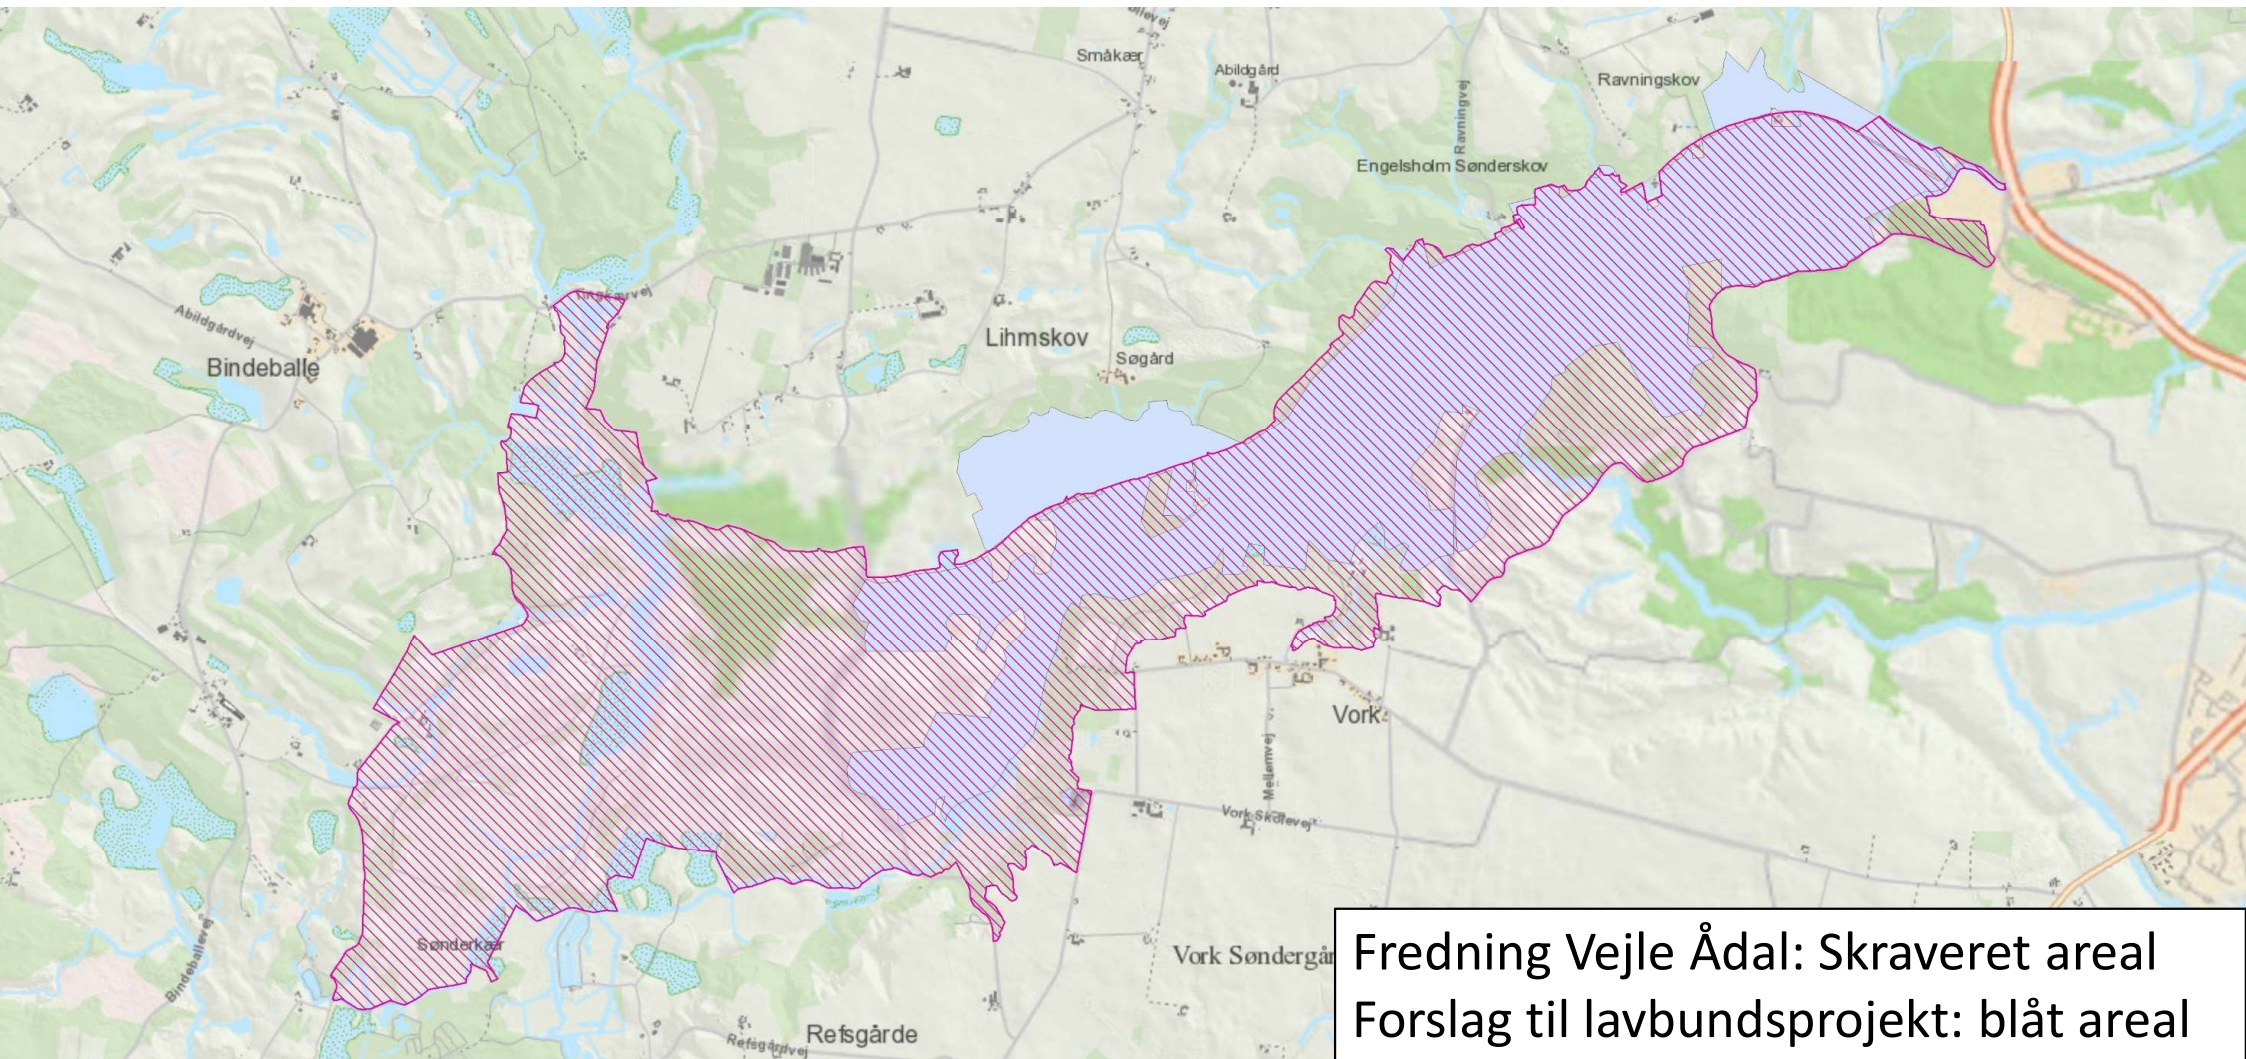 Småkær
Abildgård
Ravningskov
Ravningvej
Engelsholm Sønderskov
Abildgårdvej
Bindeballe
Lihmskov
Søgård
Vork
Mellemvej
Vork Skolevej
Sønderkær
Bindeballevej
Vork Søndergår
Refsgårdvej
Refsgårde
Fredning Vejle Ådal: Skraveret areal
Forslag til lavbundsprojekt: blåt areal